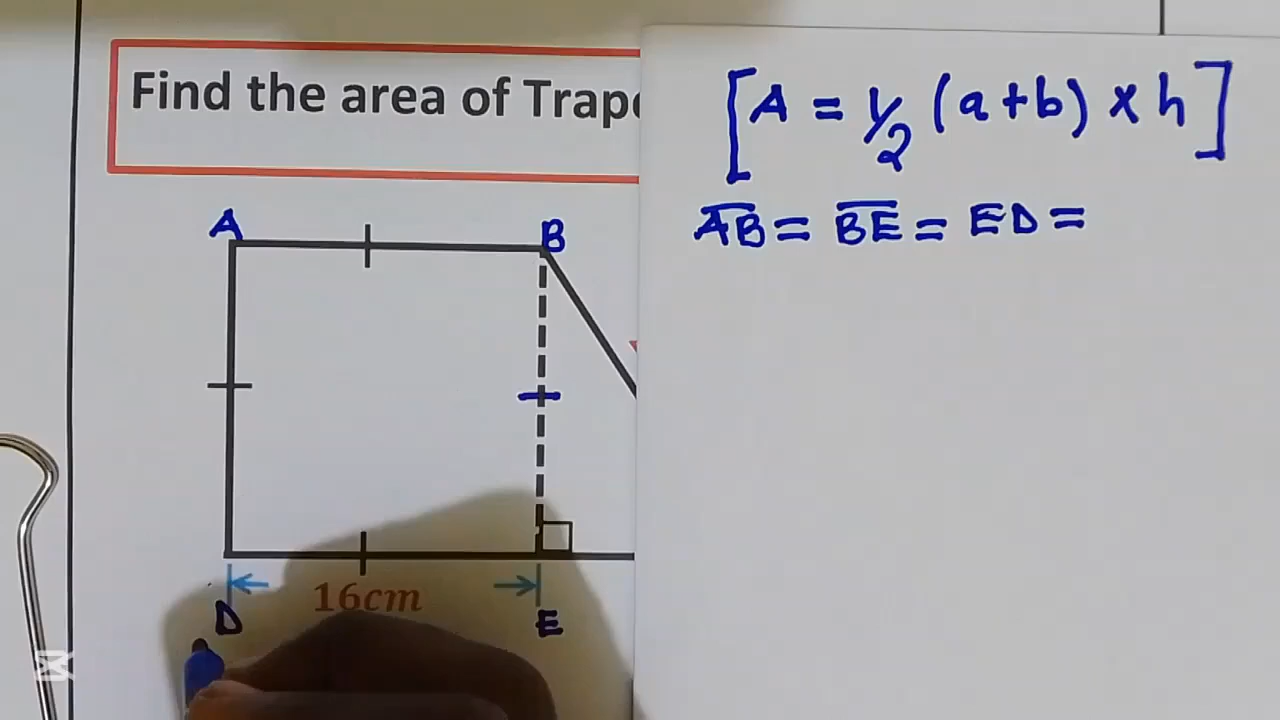 Find the area of Trape
[A = 1/2 (a+b) × h]
AB = BE = ED =
A
B
16cm
D
E